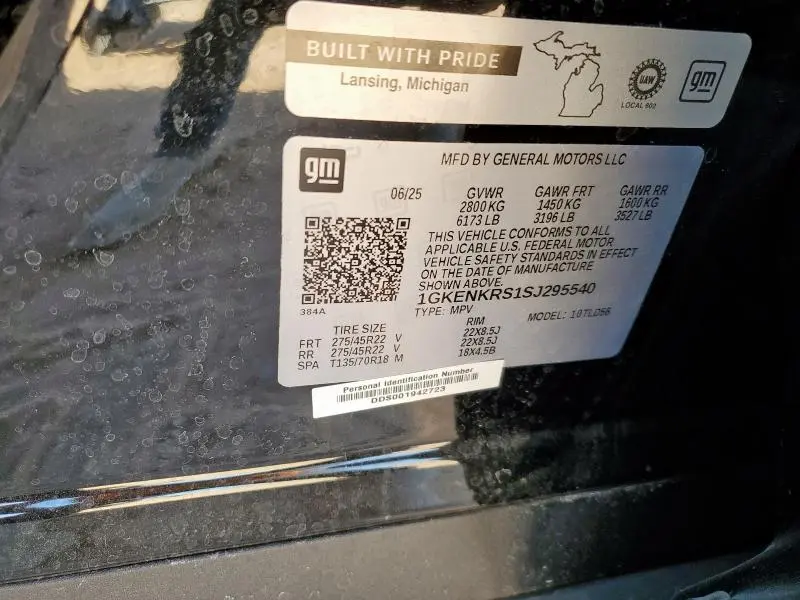 BUILT WITH PRIDE
Lansing, Michigan
UAW
LOCAL 602
gm
gm
MFD BY GENERAL MOTORS LLC
06/25 GVWR GAWR FRT GAWR RR
2800 KG 1450 KG 1600 KG
6173 LB 3196 LB 3527 LB
THIS VEHICLE CONFORMS TO ALL
APPLICABLE U.S. FEDERAL MOTOR
VEHICLE SAFETY STANDARDS IN EFFECT
ON THE DATE OF MANUFACTURE
SHOWN ABOVE.
384A
1GKENKRS1SJ295540
TYPE: MPV MODEL: 10TLD56
TIRE SIZE RIM
FRT 275/45R22 V 22X8.5J
RR 275/45R22 V 22X8.5J
SPA T135/70R18 M 18X4.5B
Personal Identification Number
DDS001942723